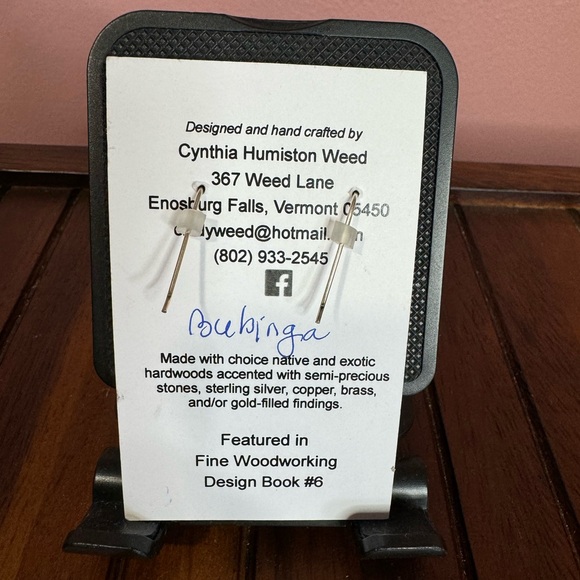 Designed and hand crafted by
Cynthia Humiston Weed
367 Weed Lane
Enosburg Falls, Vermont 05450
(802) 933-2545
f
Bubinga
Made with choice native and exotic
hardwoods accented with semi-precious
stones, sterling silver, copper, brass,
and/or gold-filled findings.
Featured in
Fine Woodworking
Design Book #6